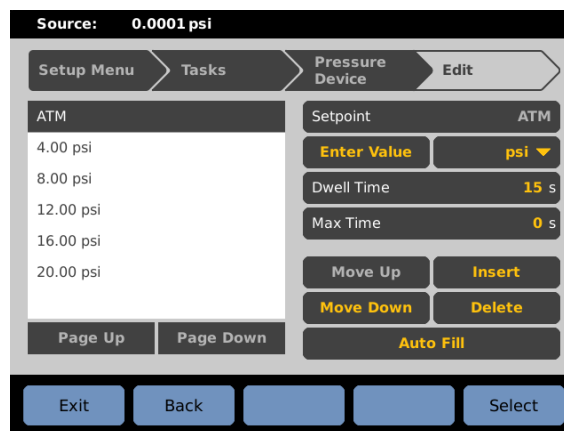 Source: 0.0001 psi
Setup Menu Tasks Pressure Device Edit
ATM
4.00 psi
8.00 psi
12.00 psi
16.00 psi
20.00 psi
Page Up Page Down
Setpoint ATM
Enter Value psi
Dwell Time 15 s
Max Time 0 s
Move Up Insert
Move Down Delete
Auto Fill
Exit Back Select